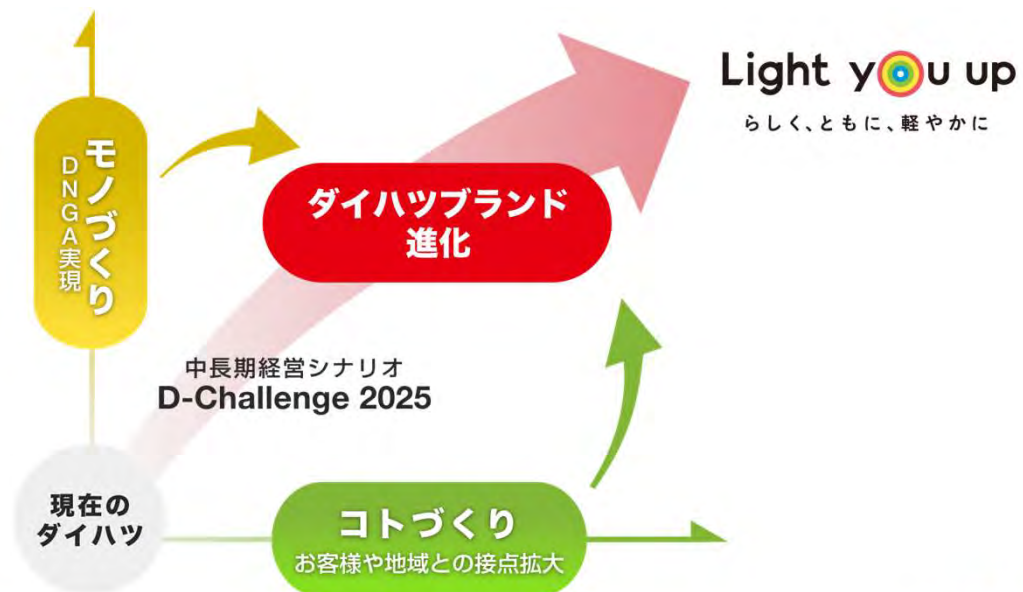 Light you up
らしく、ともに、軽やかに
モノづくり
DNGA実現
ダイハツブランド
進化
中長期経営シナリオ
D-Challenge 2025
現在の
ダイハツ
コトづくり
お客様や地域との接点拡大